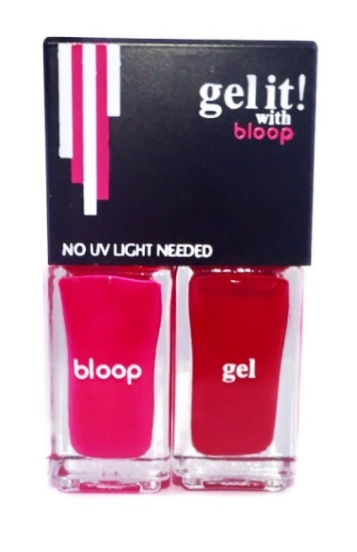 gel it!
with
bloop
NO UV LIGHT NEEDED
bloop
gel